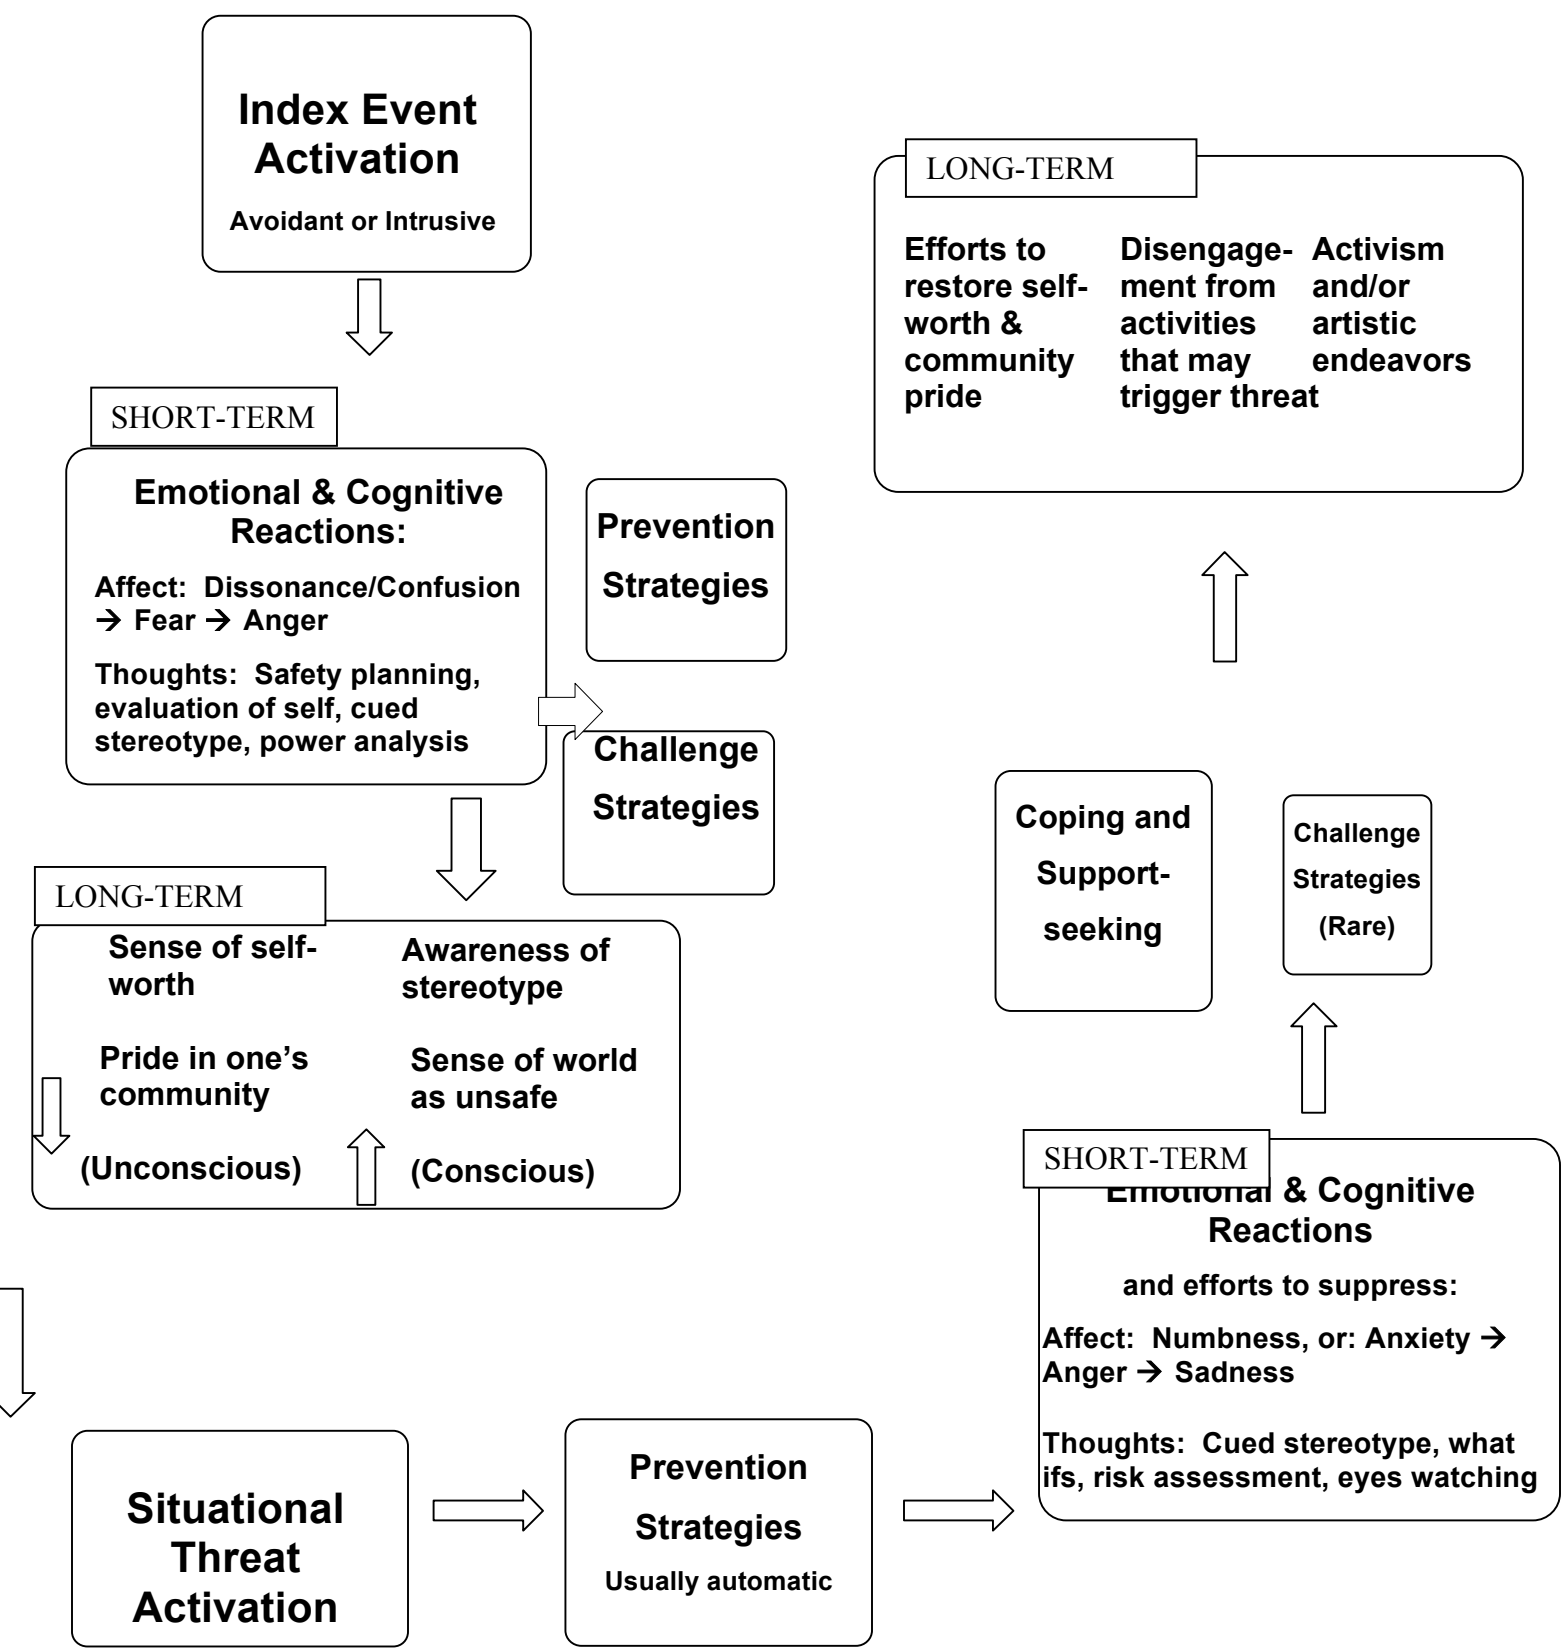 Index Event
Activation
Avoidant or Intrusive
SHORT-TERM
Emotional & Cognitive
Reactions:
Affect: Dissonance/Confusion
→ Fear → Anger
Thoughts: Safety planning,
evaluation of self, cued
stereotype, power analysis
Prevention
Strategies
Challenge
Strategies
LONG-TERM
Sense of self-
worth
Pride in one’s
community
(Unconscious)
Awareness of
stereotype
Sense of world
as unsafe
(Conscious)
Situational
Threat
Activation
Prevention
Strategies
Usually automatic
SHORT-TERM
Emotional & Cognitive
Reactions
and efforts to suppress:
Affect: Numbness, or: Anxiety →
Anger → Sadness
Thoughts: Cued stereotype, what
ifs, risk assessment, eyes watching
Coping and
Support-
seeking
Challenge
Strategies
(Rare)
LONG-TERM
Efforts to
restore self-
worth &
community
pride
Disengage-
ment from
activities
that may
trigger threat
Activism
and/or
artistic
endeavors